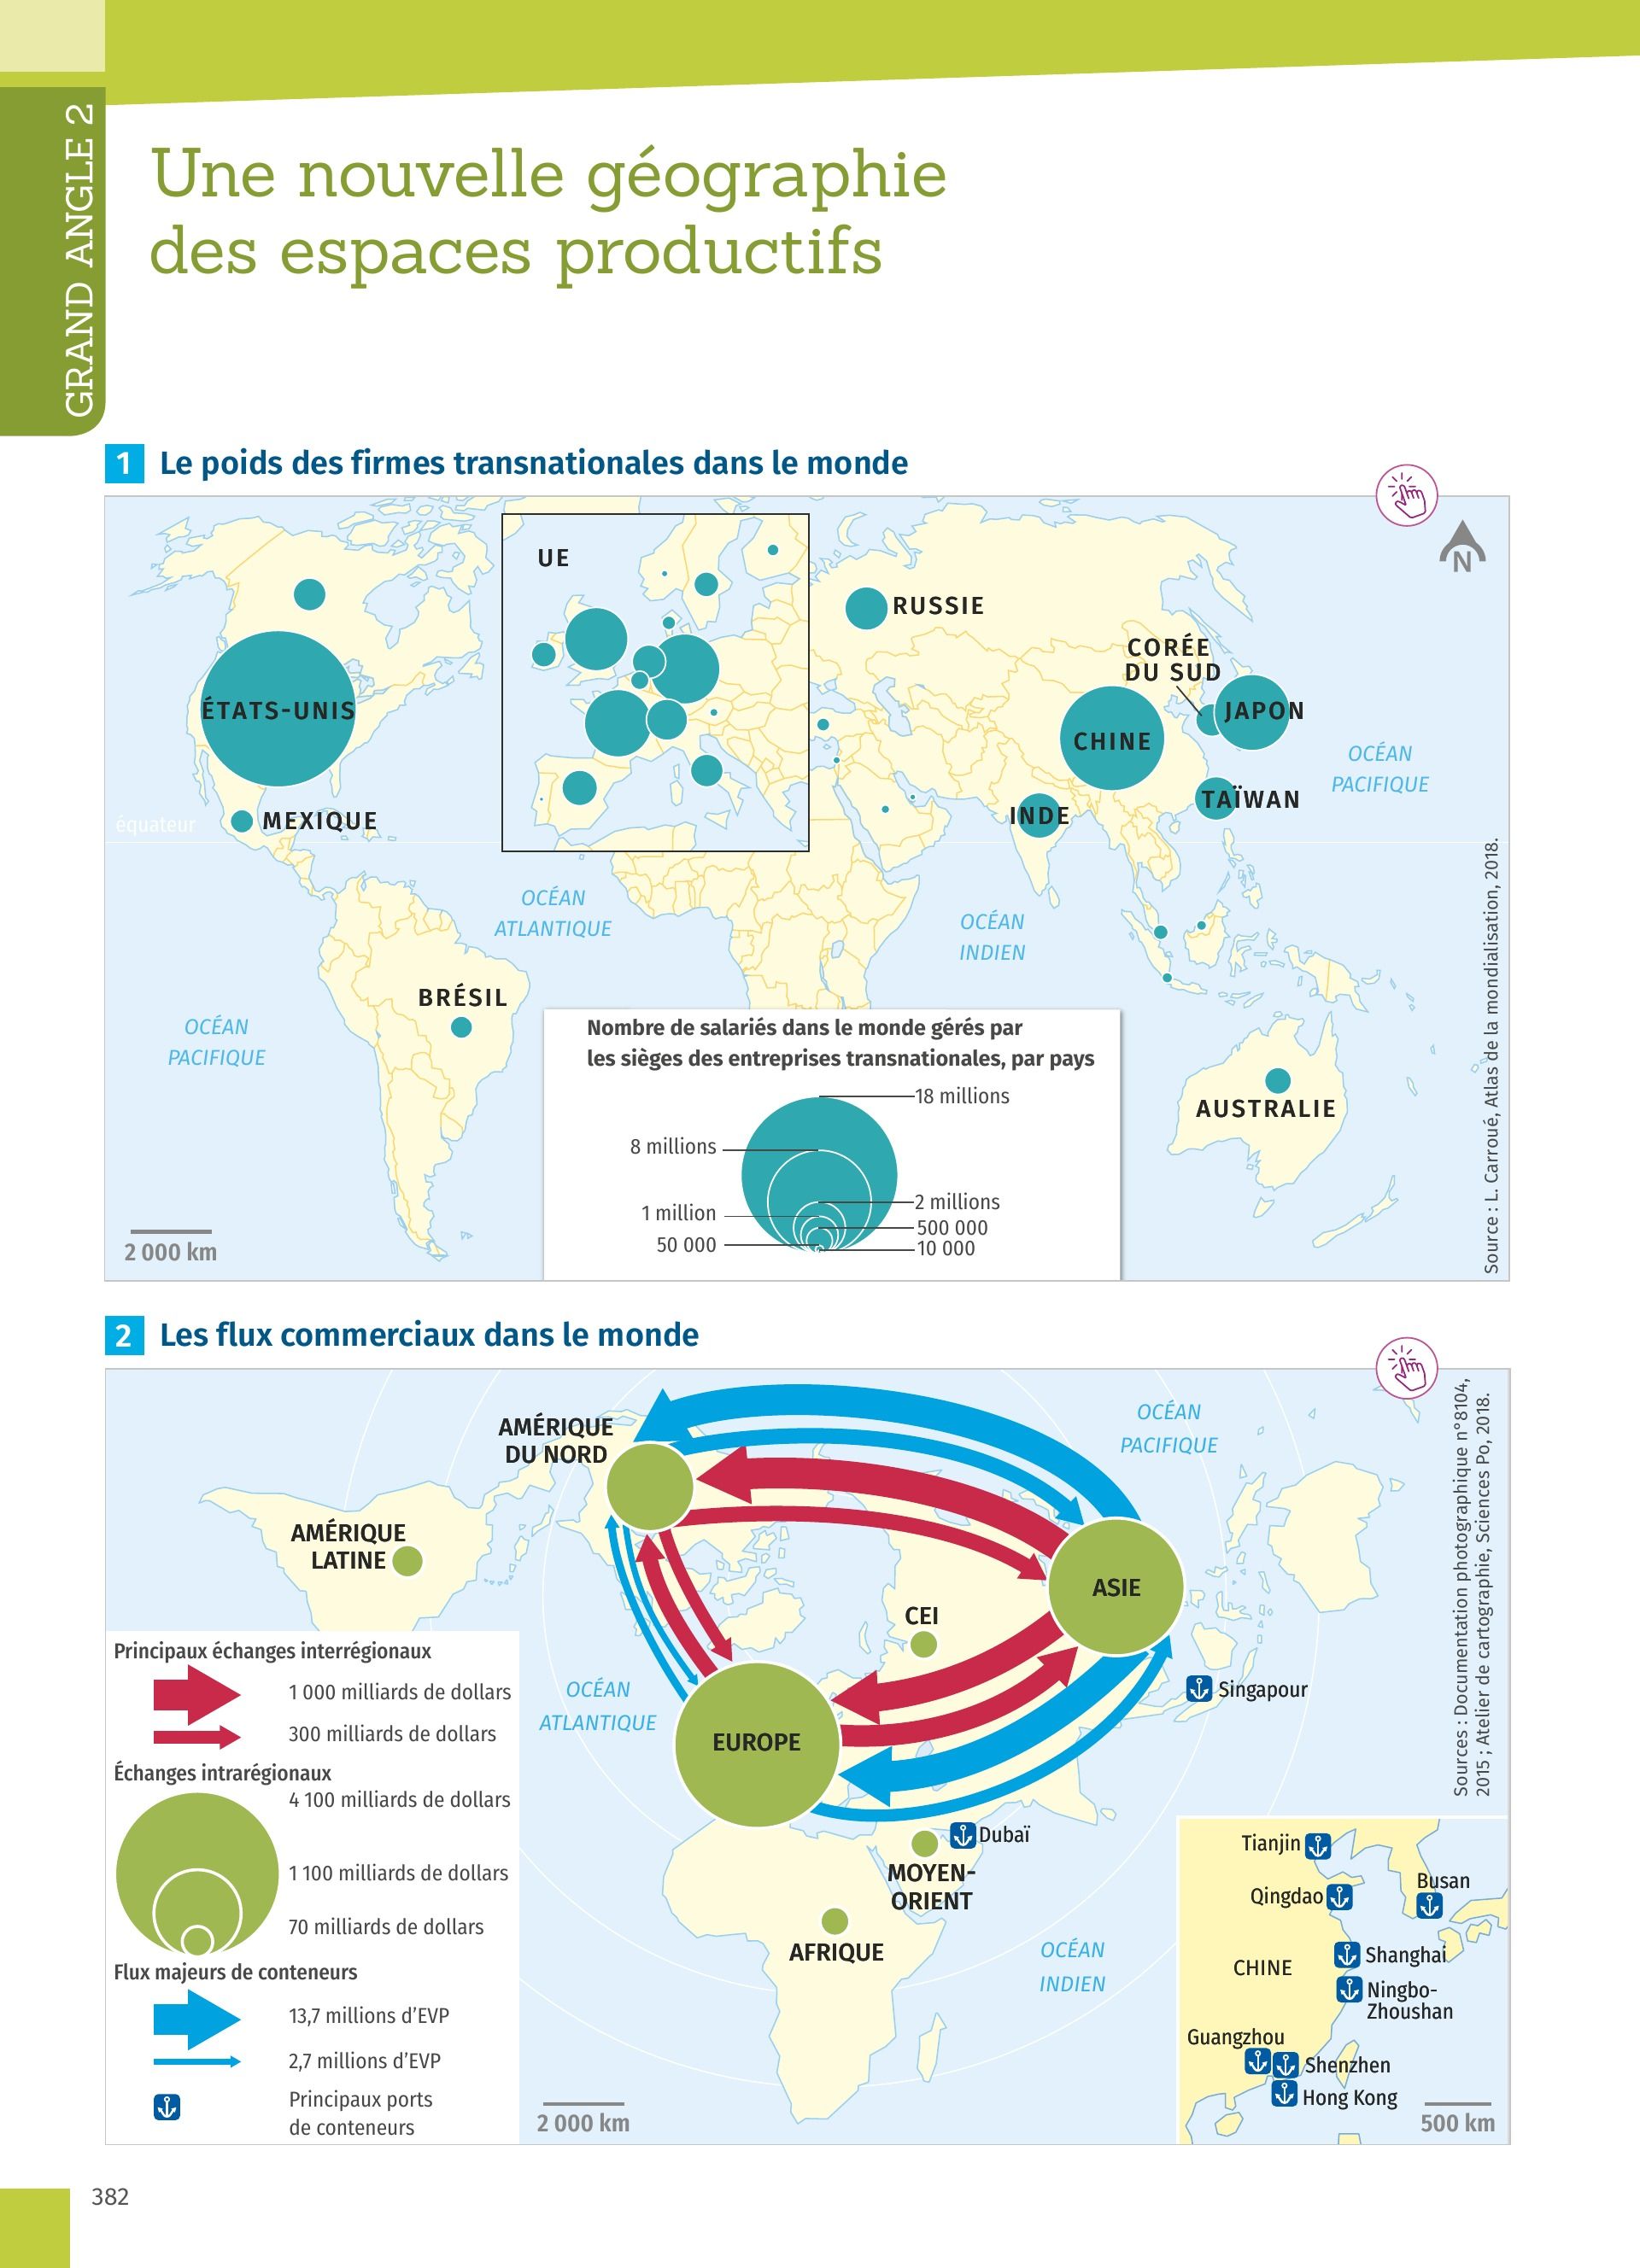 GRAND ANGLE 2
Une nouvelle géographie
des espaces productifs
1 Le poids des firmes transnationales dans le monde
UE
N
RUSSIE
CORÉE
DU SUD
ÉTATS-UNIS
JAPON
CHINE
OCÉAN
PACIFIQUE
TAÏWAN
INDE
équateur
MEXIQUE
OCÉAN
ATLANTIQUE
OCÉAN
INDIEN
BRÉSIL
OCÉAN
PACIFIQUE
AUSTRALIE
Nombre de salariés dans le monde gérés par
les sièges des entreprises transnationales, par pays
18 millions
8 millions
2 millions
1 million
500 000
50 000
10 000
2 000 km
Source : L. Carroué, Atlas de la mondialisation, 2018.
2 Les flux commerciaux dans le monde
AMÉRIQUE
DU NORD
OCÉAN
PACIFIQUE
AMÉRIQUE
LATINE
ASIE
CEI
Singapour
OCÉAN
ATLANTIQUE
EUROPE
Dubaï
MOYEN-
ORIENT
AFRIQUE
OCÉAN
INDIEN
Principaux échanges interrégionaux
1 000 milliards de dollars
300 milliards de dollars
Échanges intrarégionaux
4 100 milliards de dollars
1 100 milliards de dollars
70 milliards de dollars
Flux majeurs de conteneurs
13,7 millions d'EVP
2,7 millions d'EVP
Principaux ports
de conteneurs
2 000 km
Tianjin
Busan
Qingdao
Shanghai
CHINE
Ningbo-
Zhoushan
Guangzhou
Shenzhen
Hong Kong
500 km
Sources : Documentation photographique n°8104,
2015 ; Atelier de cartographie, Sciences Po, 2018.
382